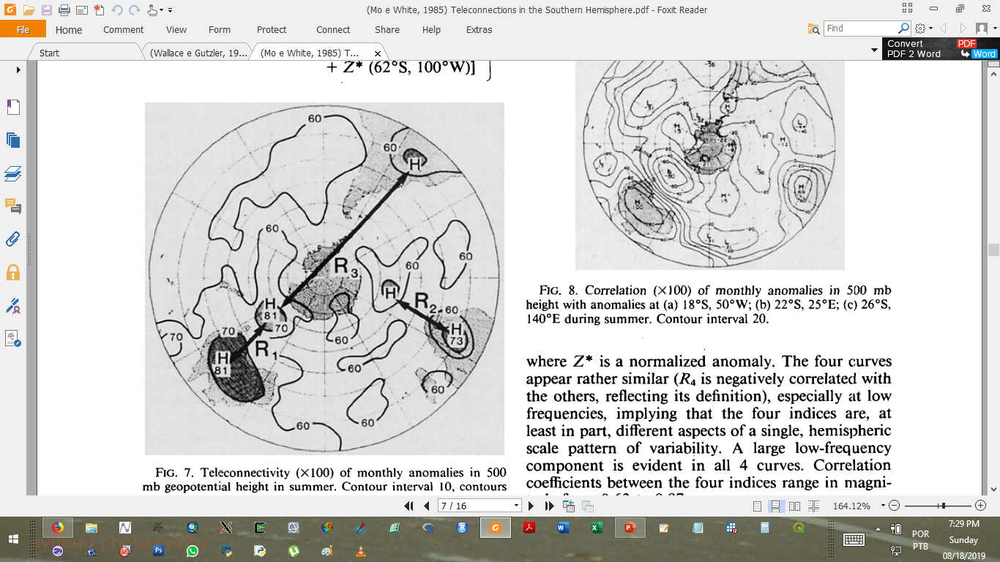 (Mo e White, 1985) Teleconnections in the Southern Hemisphere.pdf - Foxit Reader
File Home Comment View Form Protect Connect Share Help Extras
Find
Start
(Wallace e Gutzler, 19...
(Mo e White, 1985) T...
Convert PDF
PDF 2 Word Word
+ Z* (62°S, 100°W)]
60
60
H
60
R3
60
60
H
81
70
H
R2
60
H
73
70
70
R1
H
81
60
60
60
60
60
60
FIG. 7. Teleconnectivity (×100) of monthly anomalies in 500
mb geopotential height in summer. Contour interval 10, contours
FIG. 8. Correlation (×100) of monthly anomalies in 500 mb
height with anomalies at (a) 18°S, 50°W; (b) 22°S, 25°E; (c) 26°S,
140°E during summer. Contour interval 20.
where Z* is a normalized anomaly. The four curves
appear rather similar (R4 is negatively correlated with
the others, reflecting its definition), especially at low
frequencies, implying that the four indices are, at
least in part, different aspects of a single, hemispheric
scale pattern of variability. A large low-frequency
component is evident in all 4 curves. Correlation
coefficients between the four indices range in magni-
7 / 16
164.12%
7:29 PM
POR
Sunday
PTB
08/18/2019